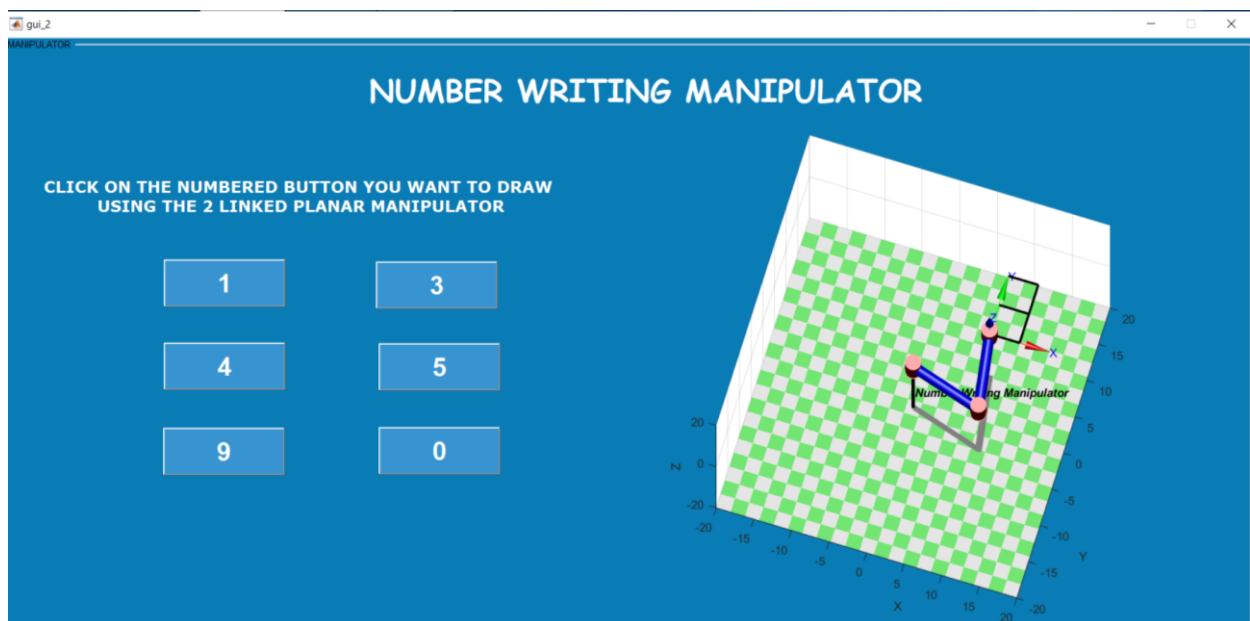 gui_2
MANIPULATOR
NUMBER WRITING MANIPULATOR
CLICK ON THE NUMBERED BUTTON YOU WANT TO DRAW
USING THE 2 LINKED PLANAR MANIPULATOR
1
3
4
5
9
0
Y
Z
X
Number Writing Manipulator
20
0
-20
Z
-20
-15
-10
-5
0
5
10
15
20
X
20
15
10
5
0
-5
-10
-15
-20
Y